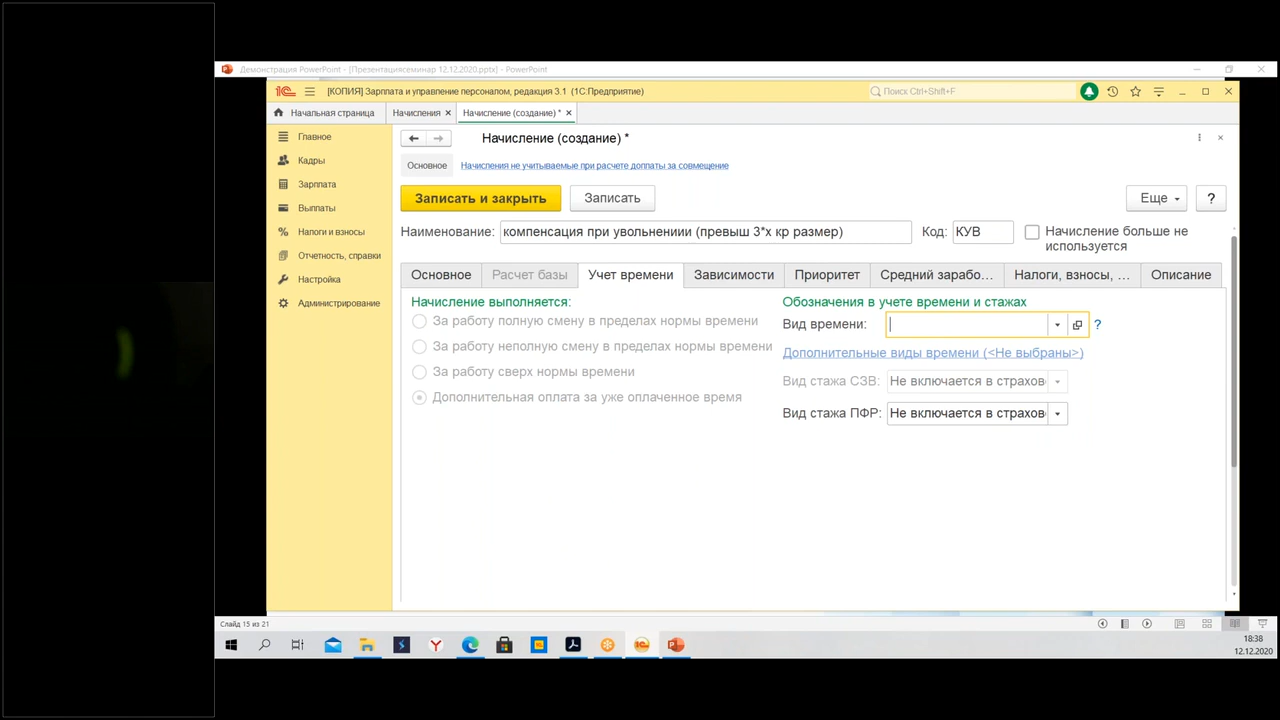 Демонстрация PowerPoint - [Презентациясеминар 12.12.2020.pptx] - PowerPoint
[КОПИЯ] Зарплата и управление персоналом, редакция 3.1 (1С:Предприятие)
Поиск Ctrl+Shift+F
Начальная страница
Начисления ×
Начисление (создание) * ×
Главное
Кадры
Зарплата
Выплаты
Налоги и взносы
Отчетность, справки
Настройка
Администрирование
Начисление (создание) *
Основное
Начисления не учитываемые при расчете доплаты за совмещение
Записать и закрыть
Записать
Еще
?
Наименование: компенсация при увольнениии (превыш 3*х кр размер)
Код: КУВ
Начисление больше не
используется
Основное
Расчет базы
Учет времени
Зависимости
Приоритет
Средний зарабо...
Налоги, взносы, ...
Описание
Начисление выполняется:
За работу полную смену в пределах нормы времени
За работу неполную смену в пределах нормы времени
За работу сверх нормы времени
Дополнительная оплата за уже оплаченное время
Обозначения в учете времени и стажах
Вид времени:
?
Дополнительные виды времени (<Не выбраны>)
Вид стажа СЗВ: Не включается в страхов
Вид стажа ПФР: Не включается в страхов
Слайд 15 из 21
18:38
12.12.2020